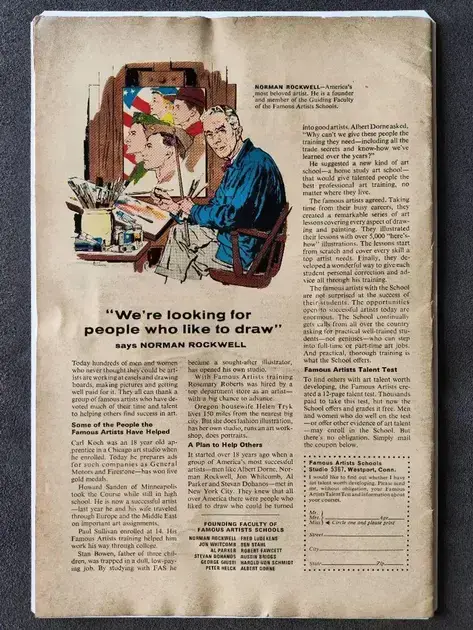 NORMAN ROCKWELL—America's
most beloved artist. He is a founder
and member of the Guiding Faculty
of the Famous Artists Schools.
"We're looking for
people who like to draw"
says NORMAN ROCKWELL
Today hundreds of men and women
who never thought they could be art-
ists are working at easels and drawing
boards, making pictures and getting
well paid for it. They all can thank a
group of famous artists who have de-
voted much of their time and talent
to helping others find success in art.
Some of the People the
Famous Artists Have Helped
Carl Koch was an 18 year old ap-
prentice in a Chicago art studio when
he enrolled. Today he prepares ads
for such companies as General
Motors and Firestone—has won five
gold medals.
Howard Sanden of Minneapolis
took the Course while still in high
school. He is now a successful artist
—last year he and his wife traveled
through Europe and the Middle East
on important art assignments.
Paul Sullivan enrolled at 14. His
Famous Artists training helped him
work his way through college.
Stan Bowen, father of three chil-
dren, was trapped in a dull, low-pay-
ing job. By studying with FAS he
became a sought-after illustrator,
has opened his own studio.
With Famous Artists training
Rosemary Roberts was hired by a
top department store as an artist—
with a big chance to advance.
Oregon housewife Helen Tryk
lives 150 miles from the nearest big
city. But she does fashion illustration,
has her own studio, runs an art work-
shop, does portraits.
A Plan to Help Others
It started over 18 years ago when a
group of America's most successful
artists—men like Albert Dorne, Nor-
man Rockwell, Jon Whitcomb, Al
Parker and Stevan Dohanos—met in
New York City. They knew that all
over America there were people who
liked to draw who could be turned
FOUNDING FACULTY OF
FAMOUS ARTISTS SCHOOLS
NORMAN ROCKWELL FRED LUDEKENS
JON WHITCOMB BEN STAHL
AL PARKER ROBERT FAWCETT
STEVAN DOHANOS AUSTIN BRIGGS
GEORGE GIUSTI HAROLD VON SCHMIDT
PETER HELCK ALBERT DORNE
into good artists. Albert Dorne asked,
"Why can't we give these people the
training they need—including all the
trade secrets and know-how we've
learned over the years?"
He suggested a new kind of art
school—a home study art school—
that would give talented people the
best professional art training, no
matter where they live.
The famous artists agreed. Taking
time from their busy careers, they
created a remarkable series of art
lessons covering every aspect of draw-
ing and painting. They illustrated
their lessons with over 5,000 "here's-
how" illustrations. The lessons start
from scratch and cover every skill a
top artist needs. Finally, they de-
veloped a wonderful way to give each
student personal correction and ad-
vice all through his training.
The famous artists with the School
are not surprised at the success of
their students. The opportunities
open to successful artists today are
enormous. The School continually
gets calls from all over the country
asking for practical well-trained stu-
dents—not geniuses—who can step
into full-time or part-time art jobs.
And practical, thorough training is
what the School offers.
Famous Artists Talent Test
To find others with art talent worth
developing, the Famous Artists cre-
ated a 12-page talent test. Thousands
paid to take this test, but now the
School offers and grades it free. Men
and women who do well on the test
—or offer other evidence of art talent
—may enroll in the School. But
there's no obligation. Simply mail
the coupon below.
Famous Artists Schools
Studio 5367, Westport, Conn.
I would like to find out whether I have
art talent worth developing. Please send
me, without obligation, your Famous
Artists Talent Test and information about
your courses.
Mr.
Mrs. Age
Miss Circle one and please print
Street
City
State Zip